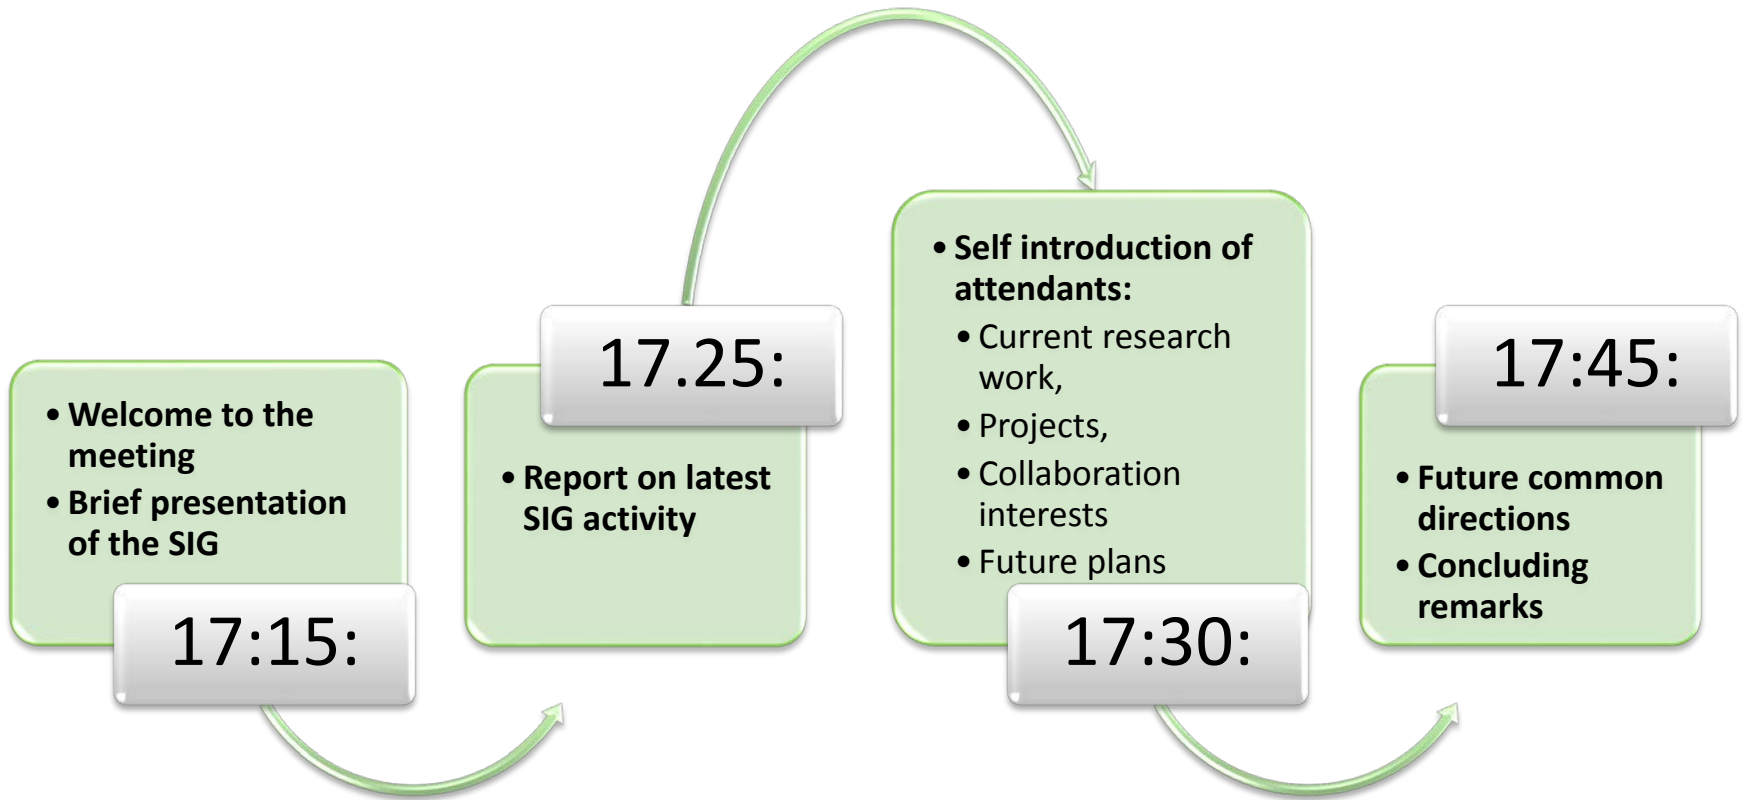 • Welcome to the
meeting
• Brief presentation
of the SIG
17:15:
17.25:
• Report on latest
SIG activity
• Self introduction of
attendants:
• Current research
work,
• Projects,
• Collaboration
interests
• Future plans
17:30:
17:45:
• Future common
directions
• Concluding
remarks